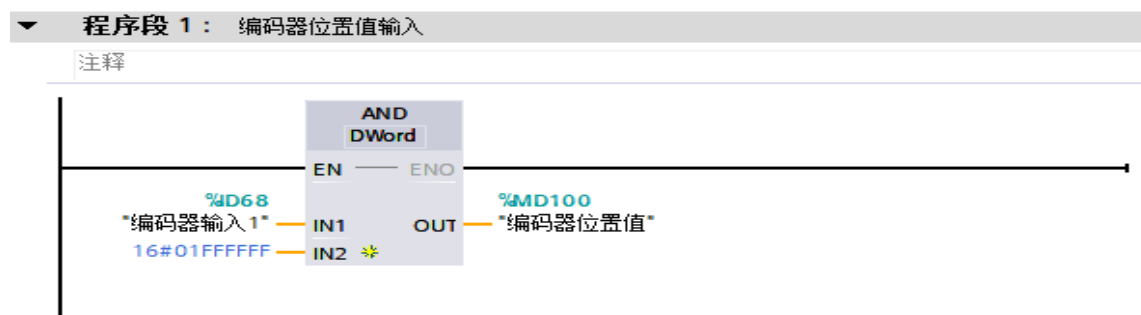 程序段 1： 编码器位置值输入
注释
AND
DWord
EN ENO
%ID68 %MD100
"编码器输入1" IN1 OUT "编码器位置值"
16#01FFFFFF IN2